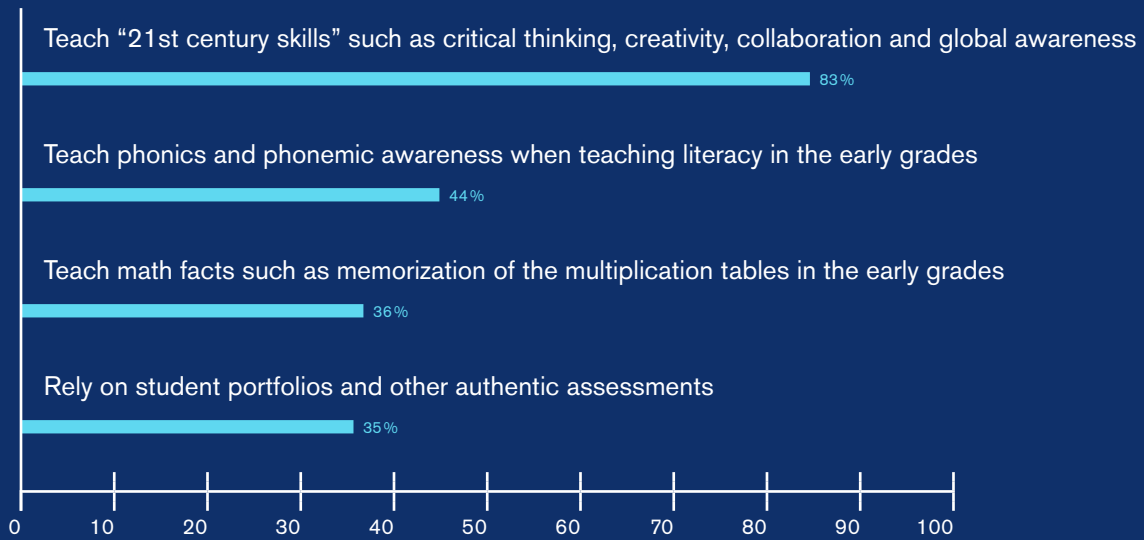 Teach “21st century skills” such as critical thinking, creativity, collaboration and global awareness
83%
Teach phonics and phonemic awareness when teaching literacy in the early grades
44%
Teach math facts such as memorization of the multiplication tables in the early grades
36%
Rely on student portfolios and other authentic assessments
35%
0 10 20 30 40 50 60 70 80 90 100